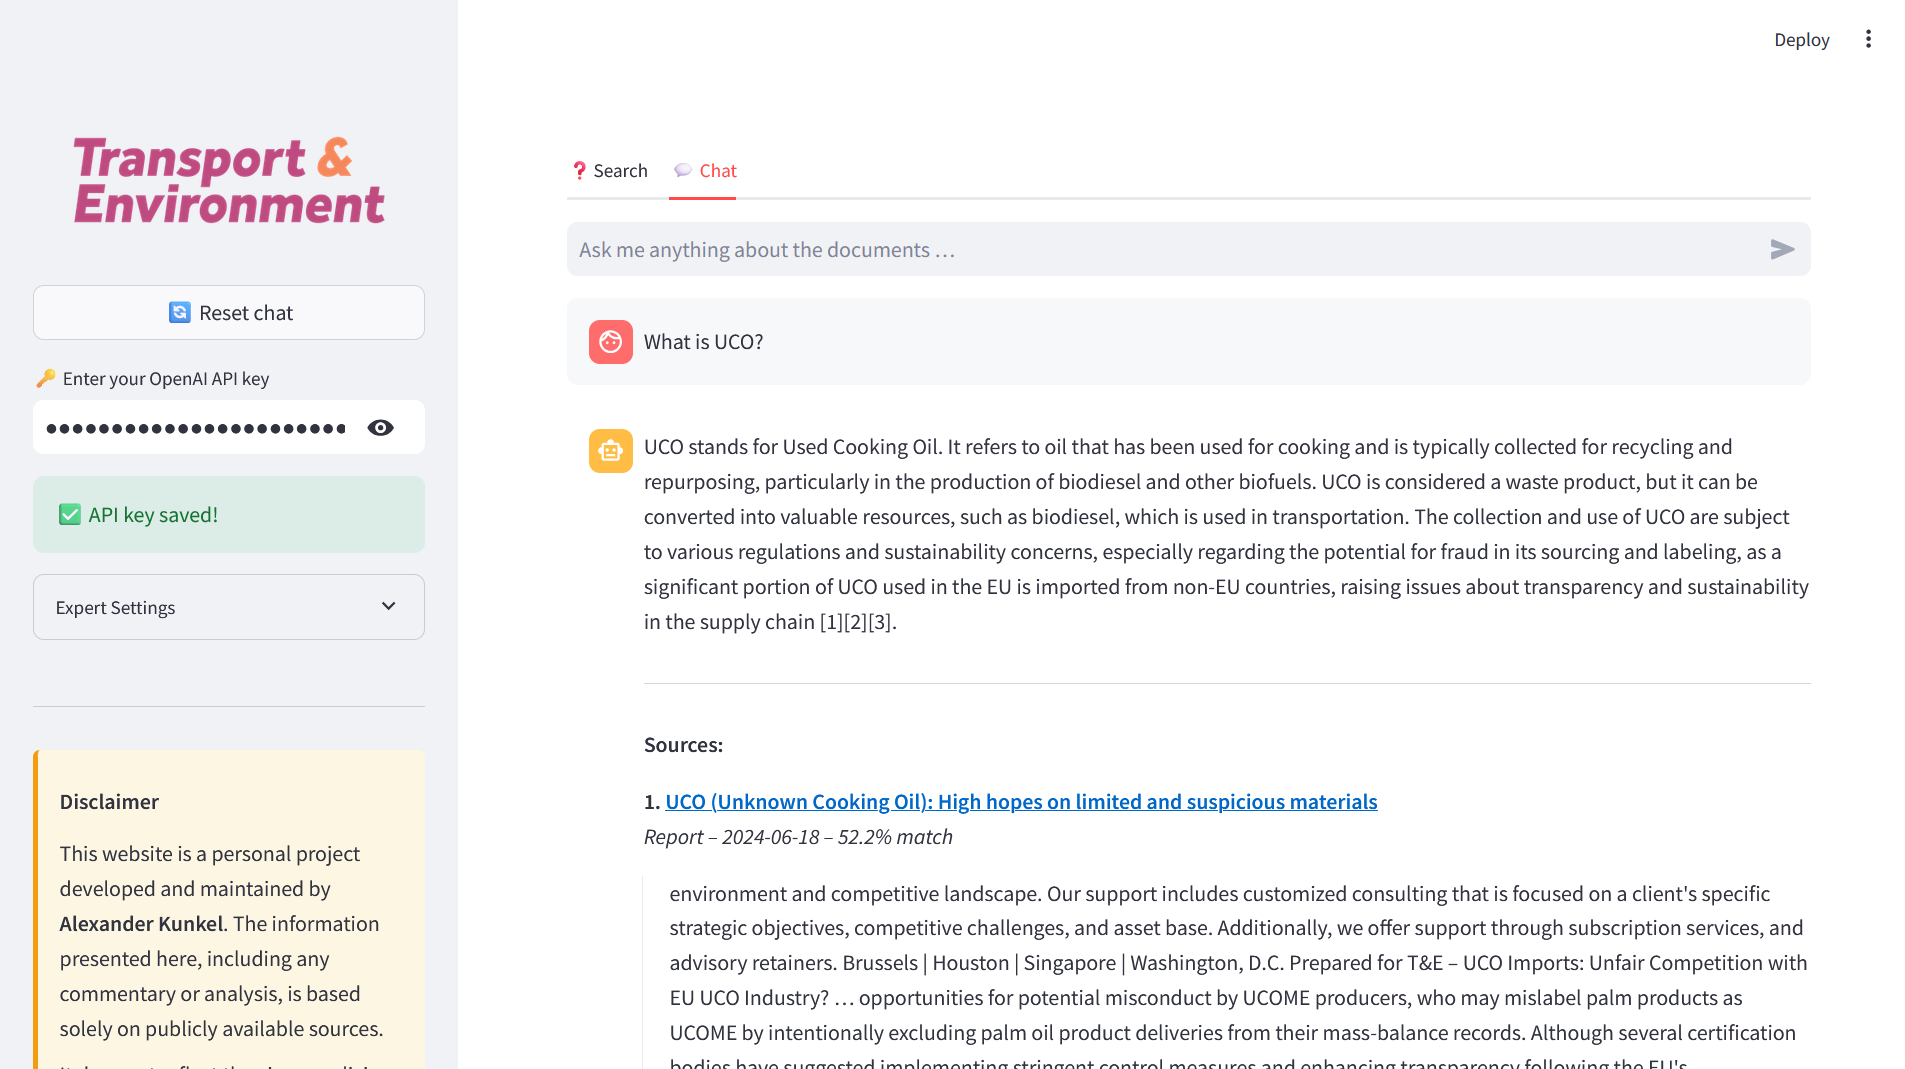 Deploy
Transport &
Environment
Reset chat
Enter your OpenAI API key
API key saved!
Expert Settings
Disclaimer
This website is a personal project
developed and maintained by
Alexander Kunkel. The information
presented here, including any
commentary or analysis, is based
solely on publicly available sources.
Search
Chat
Ask me anything about the documents …
What is UCO?
UCO stands for Used Cooking Oil. It refers to oil that has been used for cooking and is typically collected for recycling and
repurposing, particularly in the production of biodiesel and other biofuels. UCO is considered a waste product, but it can be
converted into valuable resources, such as biodiesel, which is used in transportation. The collection and use of UCO are subject
to various regulations and sustainability concerns, especially regarding the potential for fraud in its sourcing and labeling, as a
significant portion of UCO used in the EU is imported from non-EU countries, raising issues about transparency and sustainability
in the supply chain [1][2][3].
Sources:
1. UCO (Unknown Cooking Oil): High hopes on limited and suspicious materials
Report – 2024-06-18 – 52.2% match
environment and competitive landscape. Our support includes customized consulting that is focused on a client's specific
strategic objectives, competitive challenges, and asset base. Additionally, we offer support through subscription services, and
advisory retainers. Brussels | Houston | Singapore | Washington, D.C. Prepared for T&E – UCO Imports: Unfair Competition with
EU UCO Industry? … opportunities for potential misconduct by UCOME producers, who may mislabel palm products as
UCOME by intentionally excluding palm oil product deliveries from their mass-balance records. Although several certification
bodies have suggested implementing stringent control measures and enhancing transparency following the EU's